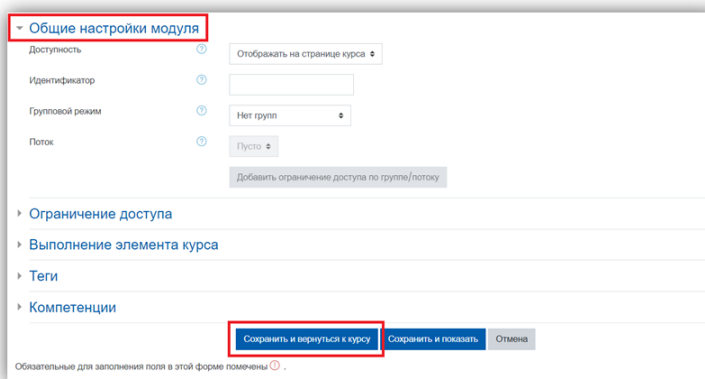 Общие настройки модуля
Доступность
Отображать на странице курса
Идентификатор
Групповой режим
Нет групп
Поток
Пусто
Добавить ограничение доступа по группе/потоку
Ограничение доступа
Выполнение элемента курса
Теги
Компетенции
Сохранить и вернуться к курсу Сохранить и показать Отмена
Обязательные для заполнения поля в этой форме помечены .